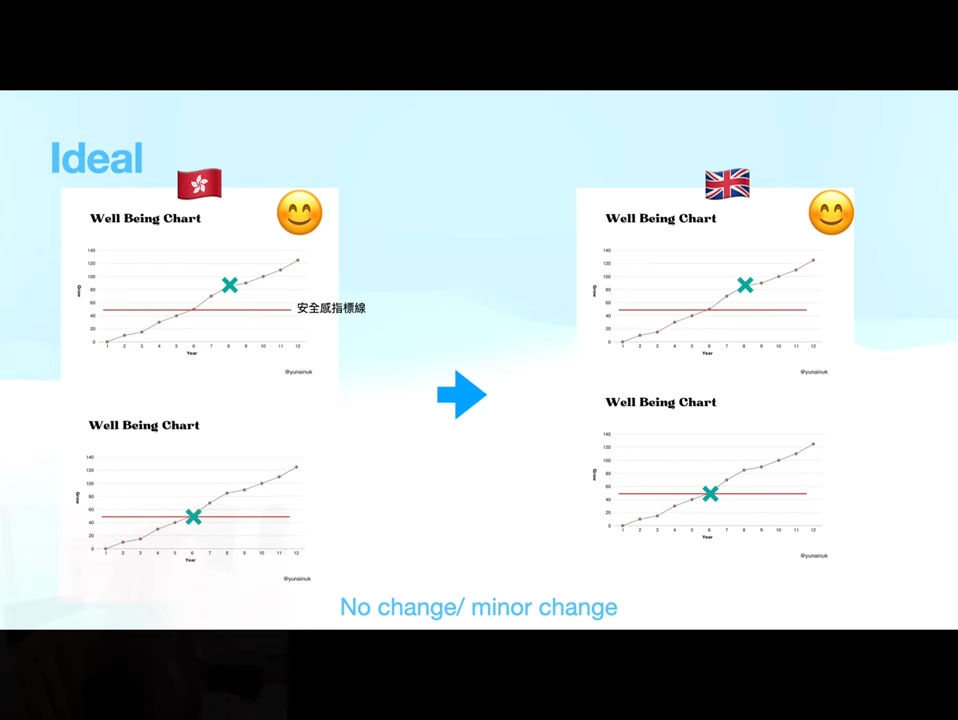 Ideal
Well Being Chart
140
120
100
80
60
40
20
0
Grow
1 2 3 4 5 6 7 8 9 10 11 12
Year
安全感指標線
@yunainuk
Well Being Chart
140
120
100
80
60
40
20
0
Grow
1 2 3 4 5 6 7 8 9 10 11 12
Year
@yunainuk
Well Being Chart
140
120
100
80
60
40
20
0
Grow
1 2 3 4 5 6 7 8 9 10 11 12
Year
@yunainuk
Well Being Chart
140
120
100
80
60
40
20
0
Grow
1 2 3 4 5 6 7 8 9 10 11 12
Year
@yunainuk
No change/ minor change